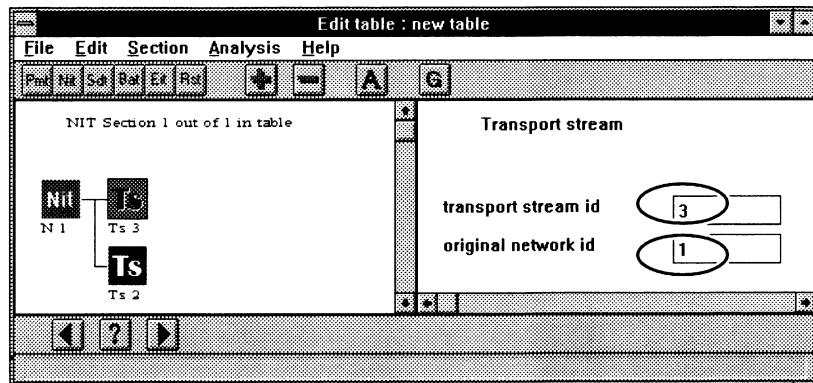 Edit table : new table
File Edit Section Analysis Help
Pmt Nit Sdt Bat Eit Rst + - A G
NIT Section 1 out of 1 in table
Nit Ts
N 1 Ts 3
Ts
Ts 2
Transport stream
transport stream id 3
original network id 1
?